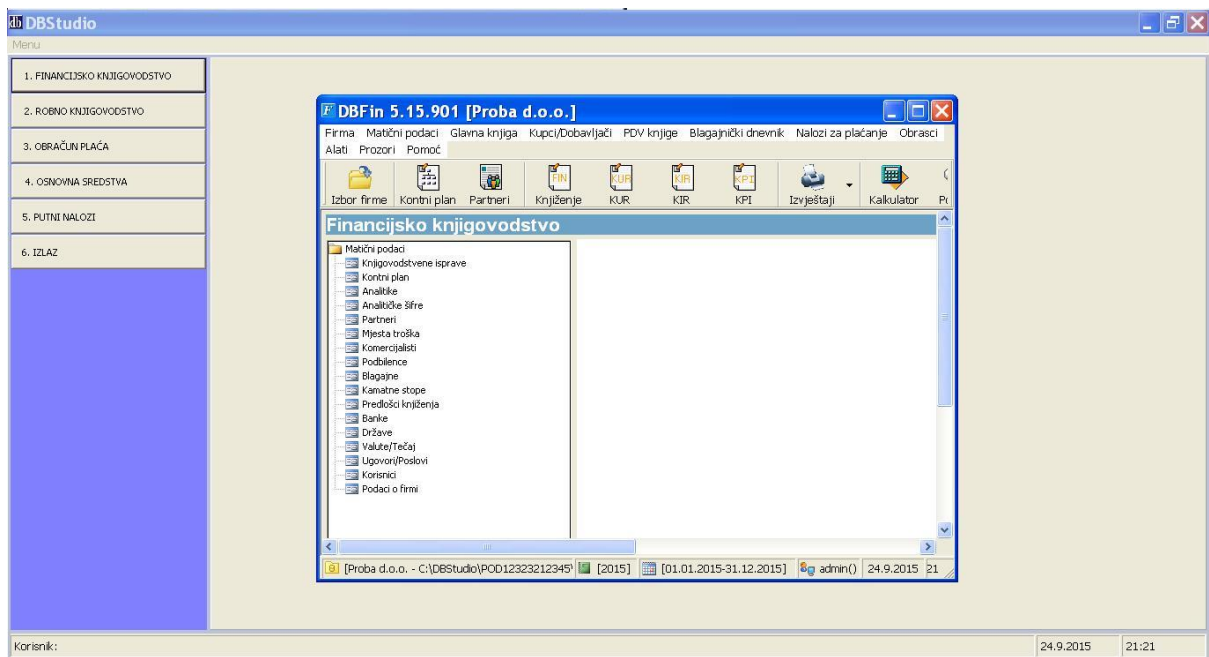 DBStudio
Menu
1. FINANCIJSKO KNJIGOVODSTVO
2. ROBNO KNJIGOVODSTVO
3. OBRAČUN PLAĆA
4. OSNOVNA SREDSTVA
5. PUTNI NALOZI
6. IZLAZ
DBFin 5.15.901 [Proba d.o.o.]
Firma Matični podaci Glavna knjiga Kupci/Dobavljači PDV knjige Blagajnički dnevnik Nalozi za plaćanje Obrasci
Alati Prozori Pomoć
FIN KUR KIR KPI
Izbor firme Kontni plan Partneri Knjiženje KUR KIR KPI Izvještaji Kalkulator
Financijsko knjigovodstvo
Matični podaci
Knjigovodstvene isprave
Kontni plan
Analitike
Analitičke šifre
Partneri
Mjesta troška
Komercijalisti
Podbilence
Blagajne
Kamatne stope
Predlošci knjiženja
Banke
Države
Valute/Tečaj
Ugovori/Poslovi
Korisnici
Podaci o firmi
[Proba d.o.o. - C:\DBStudio\POD12323212345\ [2015] [01.01.2015-31.12.2015] admin() 24.9.2015 21
Korisnik: 24.9.2015 21:21